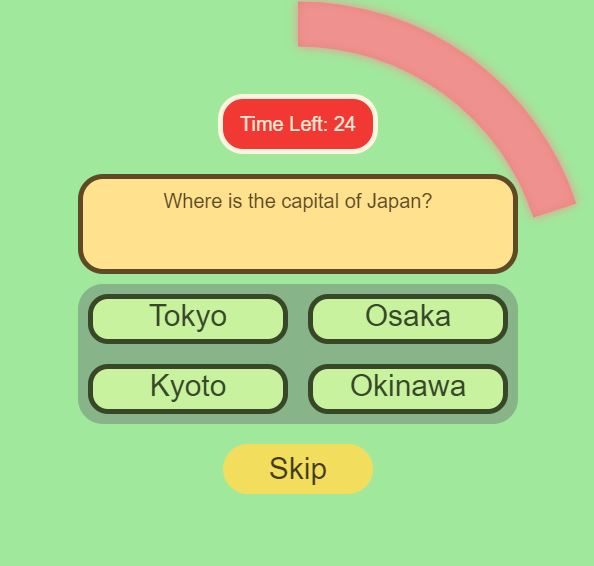 Time Left: 24
Where is the capital of Japan?
Tokyo
Osaka
Kyoto
Okinawa
Skip